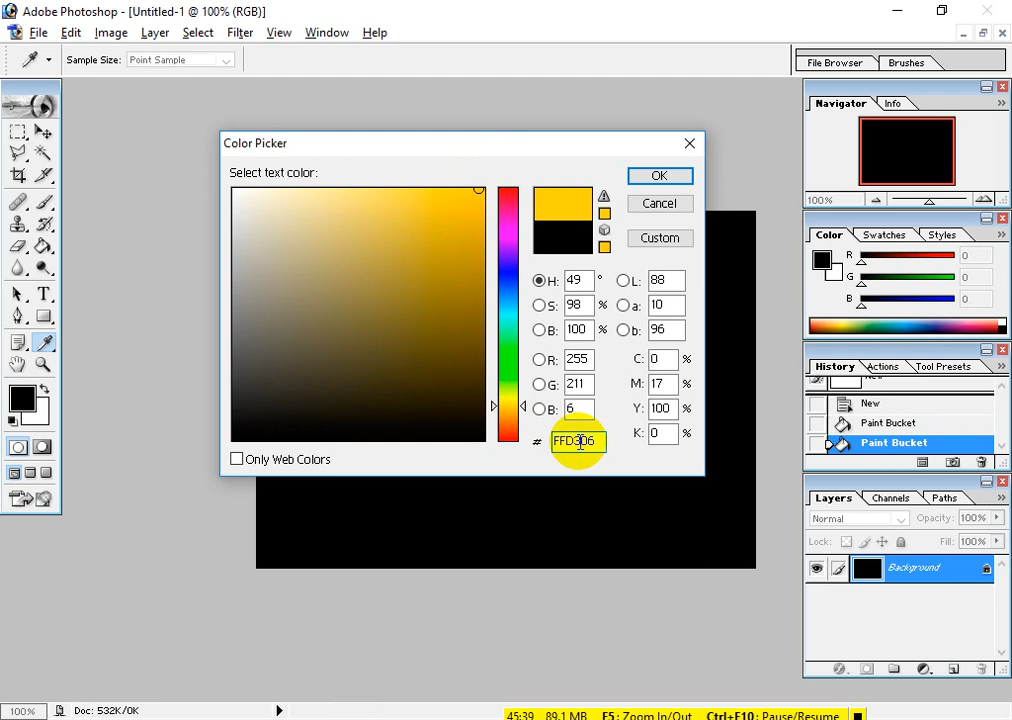 Adobe Photoshop - [Untitled-1 @ 100% (RGB)]
File Edit Image Layer Select Filter View Window Help
Sample Size: Point Sample
File Browser Brushes
Navigator Info
100%
Color Picker
Select text color:
OK
Cancel
Custom
H: 49 ° L: 88
S: 98 % a: 10
B: 100 % b: 96
R: 255 C: 0 %
G: 211 M: 17 %
B: 6 Y: 100 %
# FFD306 K: 0 %
Only Web Colors
Color Swatches Styles
R 0
G 0
B 0
History Actions Tool Presets
New
Paint Bucket
Paint Bucket
Layers Channels Paths
Normal Opacity: 100%
Lock: Fill: 100%
Background
100% Doc: 532K/0K
45:39 89.1 MB F5: Zoom In/Out Ctrl+F10: Pause/Resume